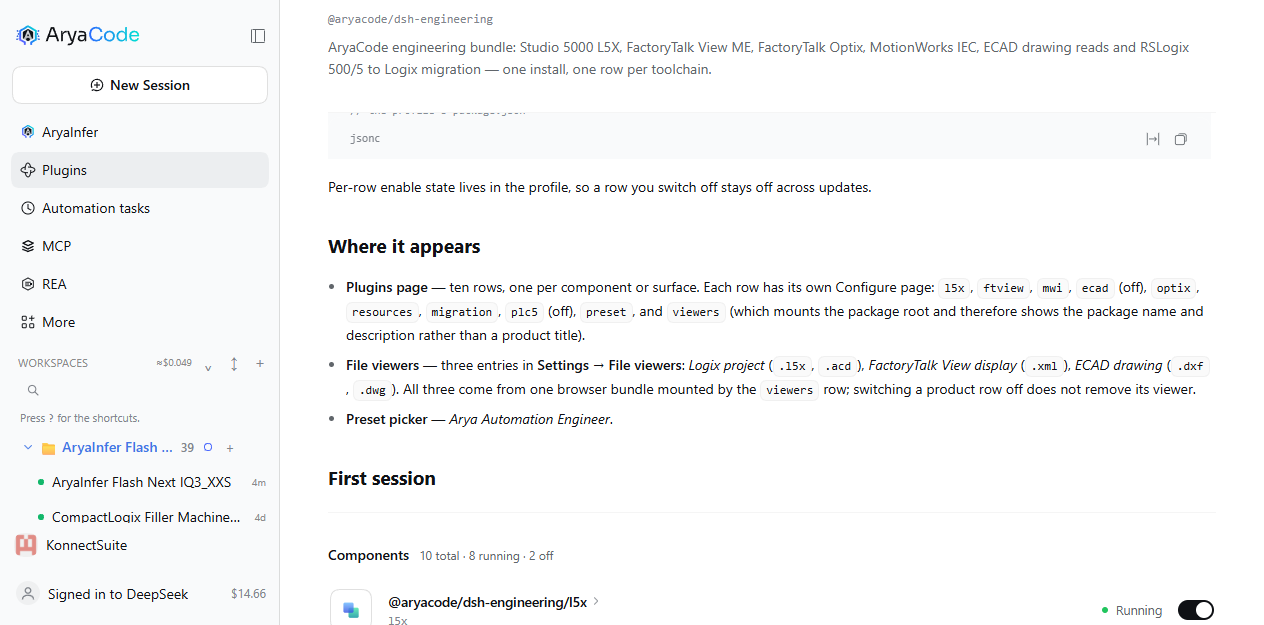 AryaCode
New Session
AryaInfer
Plugins
Automation tasks
MCP
REA
More
WORKSPACES ≈$0.049
Press ? for the shortcuts.
AryaInfer Flash ... 39
AryaInfer Flash Next IQ3_XXS 4m
CompactLogix Filler Machine... 4d
KonnectSuite
Signed in to DeepSeek $14.66
@aryacode/dsh-engineering
AryaCode engineering bundle: Studio 5000 L5X, FactoryTalk View ME, FactoryTalk Optix, MotionWorks IEC, ECAD drawing reads and RSLogix
500/5 to Logix migration — one install, one row per toolchain.
jsonc
Per-row enable state lives in the profile, so a row you switch off stays off across updates.
Where it appears
• Plugins page — ten rows, one per component or surface. Each row has its own Configure page: l5x, ftview, mwi, ecad (off), optix,
resources, migration, plc5 (off), preset, and viewers (which mounts the package root and therefore shows the package name and
description rather than a product title).
• File viewers — three entries in Settings → File viewers: Logix project (.l5x, .acd), FactoryTalk View display (.xml), ECAD drawing (.dxf
, .dwg). All three come from one browser bundle mounted by the viewers row; switching a product row off does not remove its viewer.
• Preset picker — Arya Automation Engineer.
First session
Components 10 total · 8 running · 2 off
@aryacode/dsh-engineering/l5x
l5x
Running